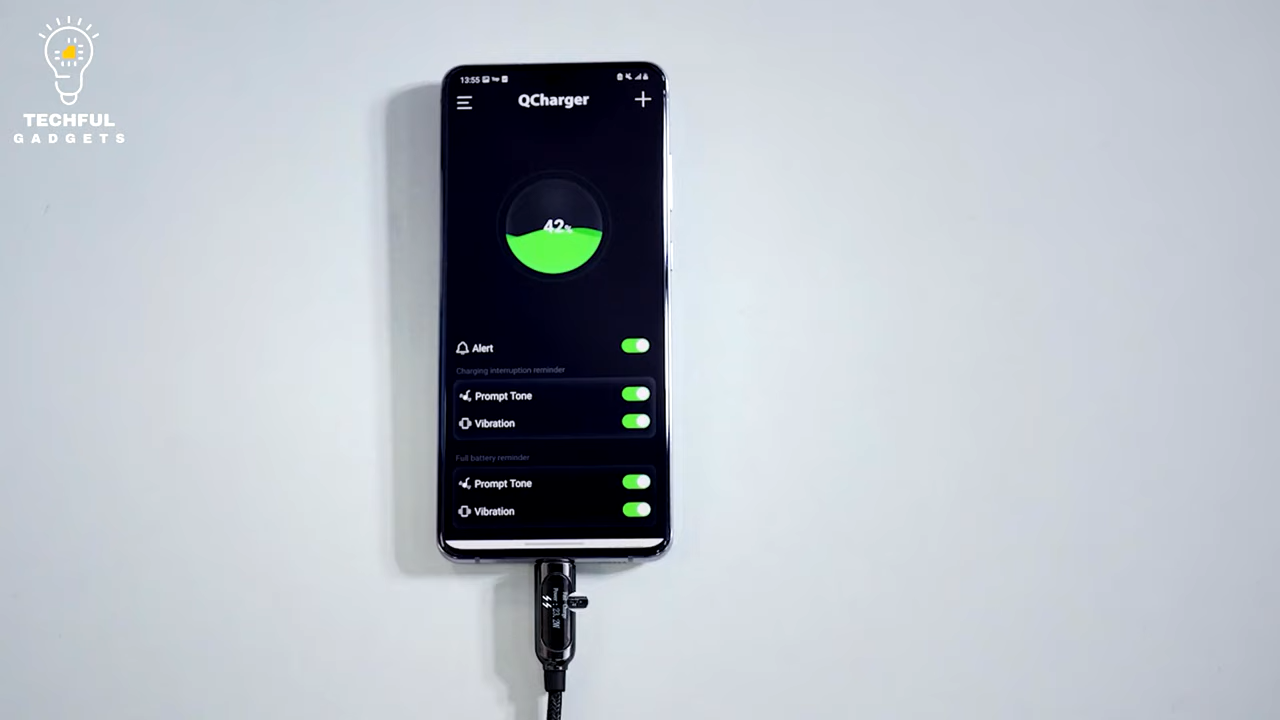 TECHFUL
GADGETS
13:55
QCharger
42%
Alert
Charging interruption reminder
Prompt Tone
Vibration
Full battery reminder
Prompt Tone
Vibration